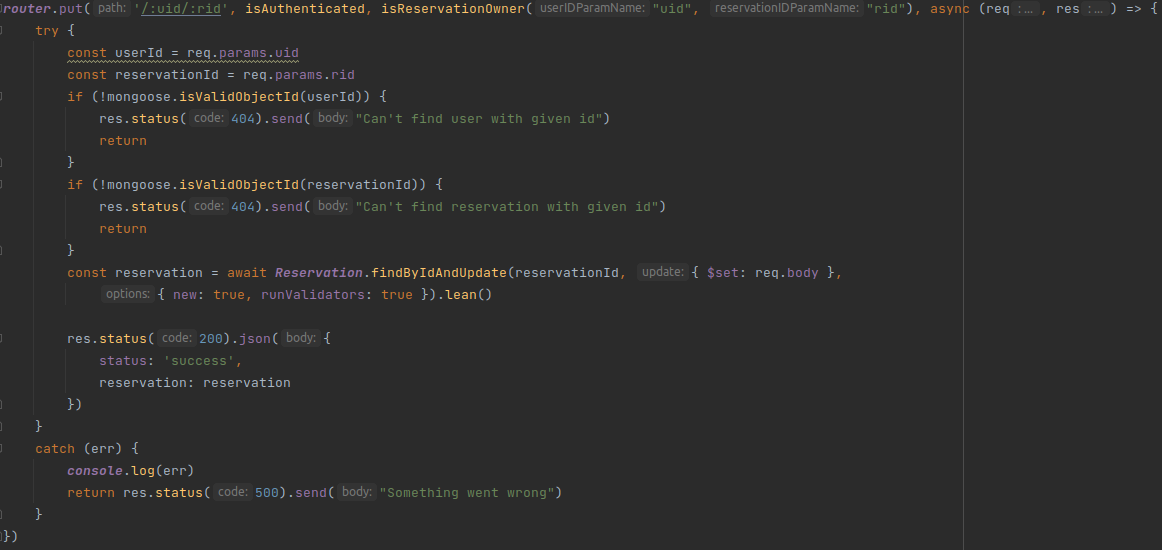 router.put( path: '/:uid/:rid', isAuthenticated, isReservationOwner( userIDParamName: "uid", reservationIDParamName: "rid"), async (req : ... , res : ... ) => {
    try {
        const userId = req.params.uid
        const reservationId = req.params.rid
        if (!mongoose.isValidObjectId(userId)) {
            res.status( code: 404).send( body: "Can't find user with given id")
            return
        }
        if (!mongoose.isValidObjectId(reservationId)) {
            res.status( code: 404).send( body: "Can't find reservation with given id")
            return
        }
        const reservation = await Reservation.findByIdAndUpdate(reservationId, update: { $set: req.body },
            options: { new: true, runValidators: true }).lean()

        res.status( code: 200).json( body: {
            status: 'success',
            reservation: reservation
        })
    }
    catch (err) {
        console.log(err)
        return res.status( code: 500).send( body: "Something went wrong")
    }
})